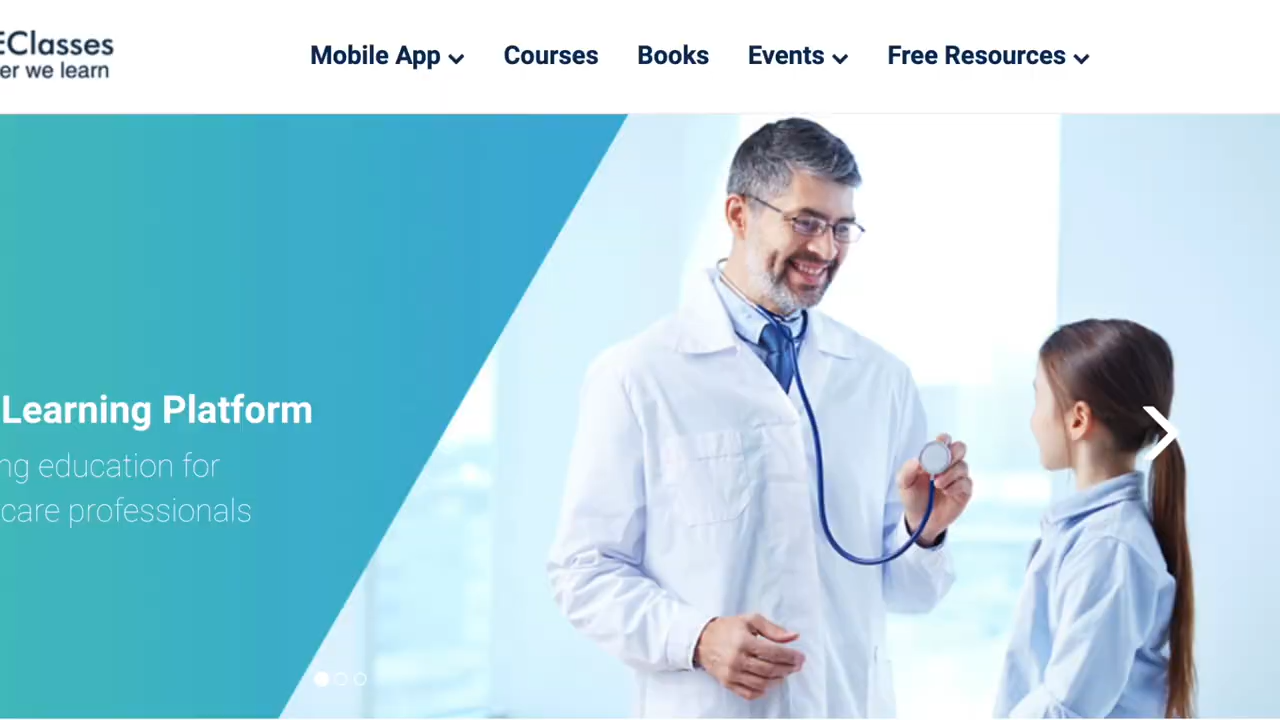 EClasses
er we learn
Mobile App Courses Books Events Free Resources
Learning Platform
ng education for
care professionals